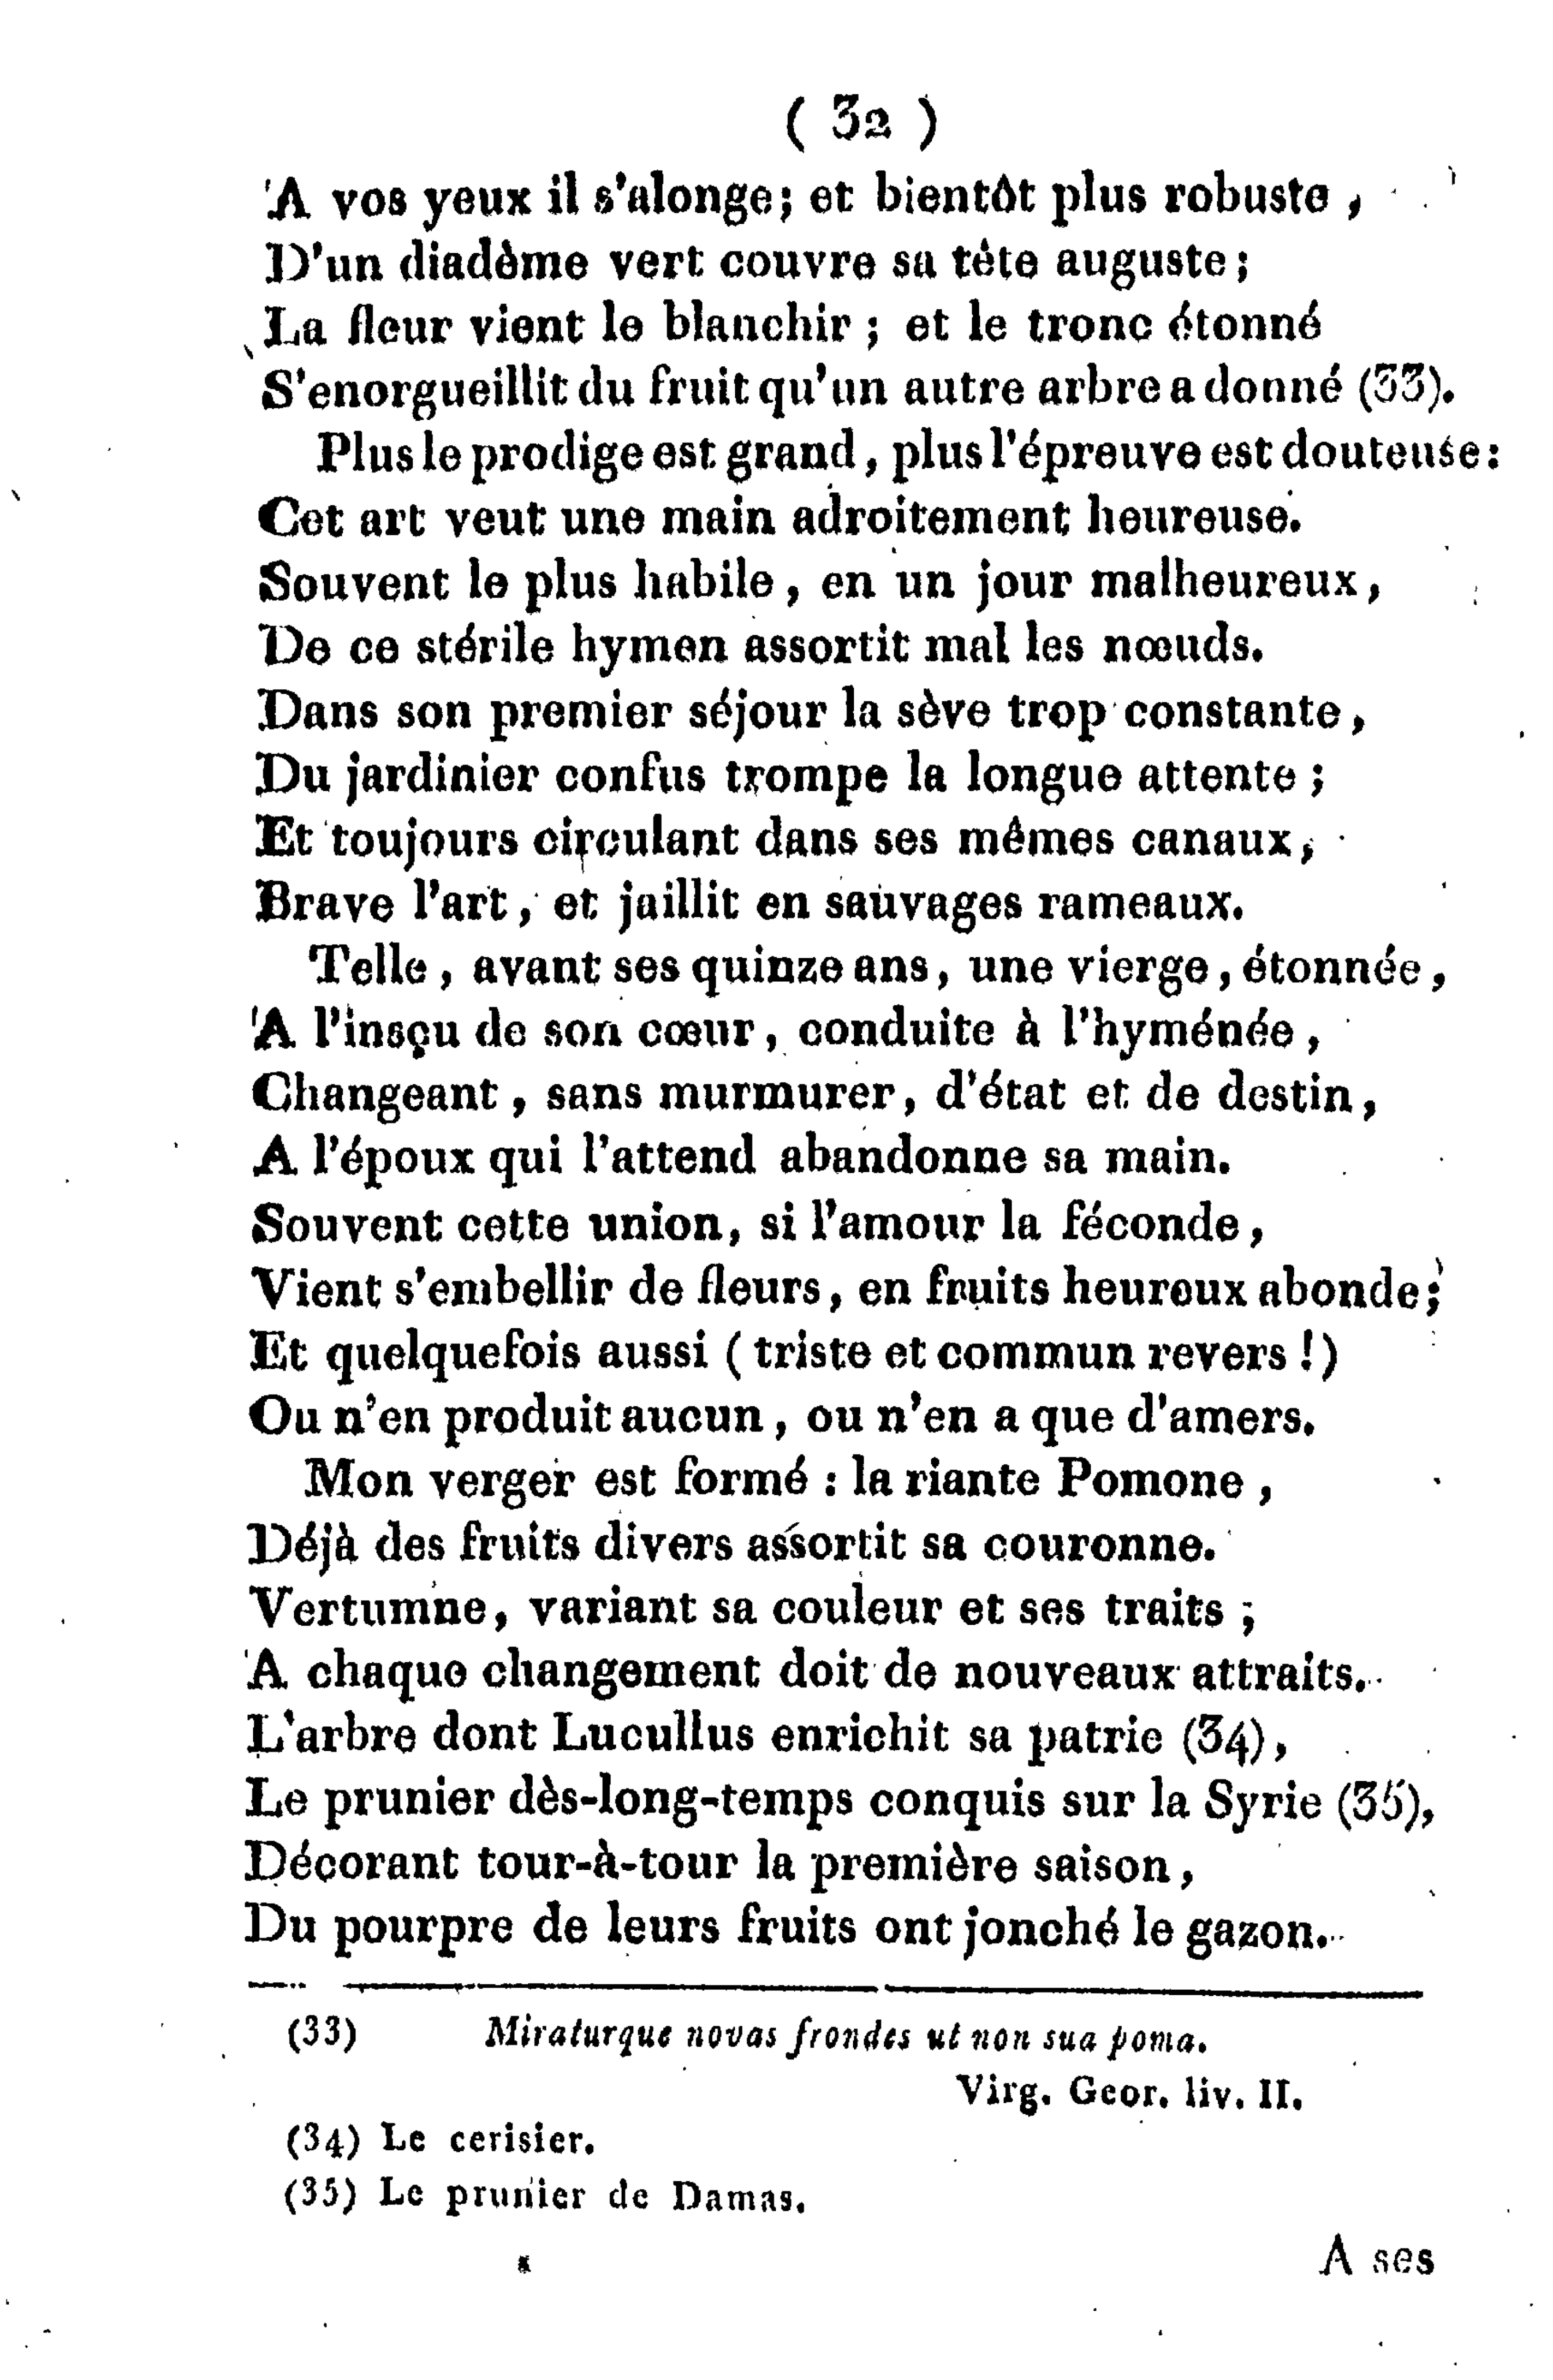 ( 32 )
A vos yeux il s'alonge; et bientôt plus robuste,
D'un diadème vert couvre sa tête auguste;
La fleur vient le blanchir ; et le tronc étonné
S'enorgueillit du fruit qu'un autre arbre a donné (33).
Plus le prodige est grand, plus l'épreuve est douteuse:
Cet art veut une main adroitement heureuse.
Souvent le plus habile, en un jour malheureux,
De ce stérile hymen assortit mal les nœuds.
Dans son premier séjour la sève trop constante,
Du jardinier confus trompe la longue attente ;
Et toujours circulant dans ses mêmes canaux,
Brave l'art, et jaillit en sauvages rameaux.
Telle, avant ses quinze ans, une vierge, étonnée,
A l'insçu de son cœur, conduite à l'hyménée,
Changeant, sans murmurer, d'état et de destin,
A l'époux qui l'attend abandonne sa main.
Souvent cette union, si l'amour la féconde,
Vient s'embellir de fleurs, en fruits heureux abonde;
Et quelquefois aussi ( triste et commun revers !)
Ou n'en produit aucun, ou n'en a que d'amers.
Mon verger est formé : la riante Pomone,
Déjà des fruits divers assortit sa couronne.
Vertumne, variant sa couleur et ses traits ;
A chaque changement doit de nouveaux attraits.
L'arbre dont Lucullus enrichit sa patrie (34),
Le prunier dès-long-temps conquis sur la Syrie (35),
Décorant tour-à-tour la première saison,
Du pourpre de leurs fruits ont jonché le gazon.
(33) Miraturque novas frondes ut non sua poma.
Virg. Geor. liv. II.
(34) Le cerisier.
(35) Le prunier de Damas.
A ses